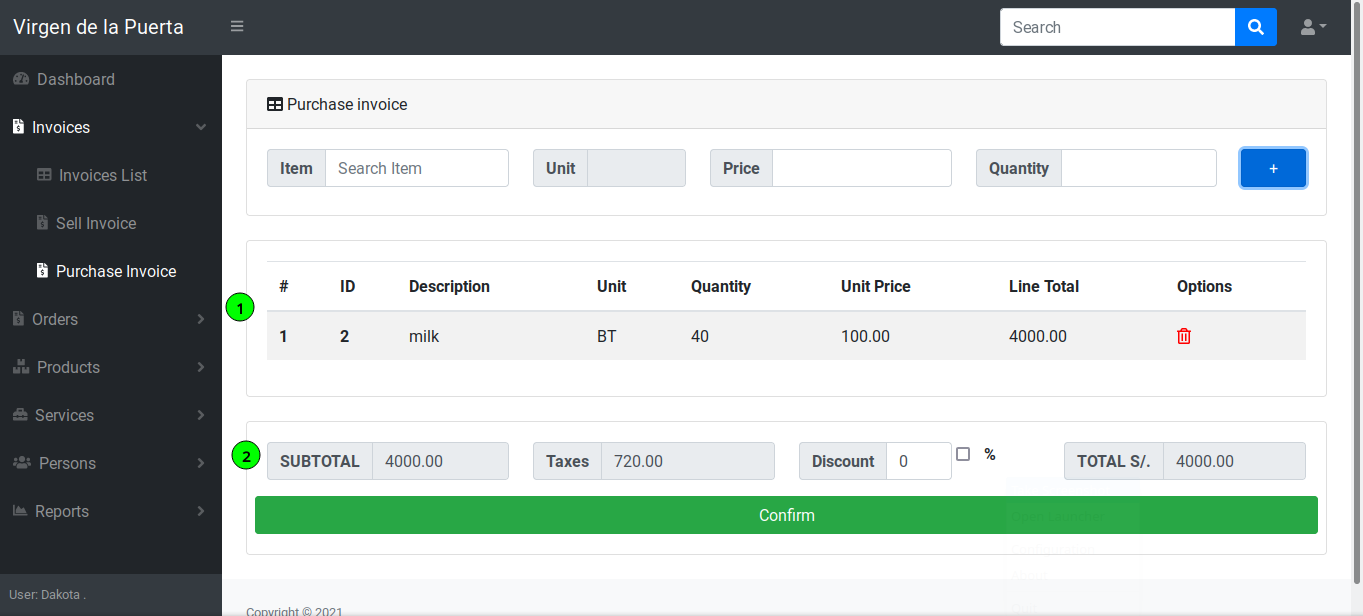 Virgen de la Puerta
Search
Dashboard
Invoices
Invoices List
Sell Invoice
Purchase Invoice
Orders
Products
Services
Persons
Reports
User: Dakota .
Purchase invoice
Item Search Item Unit Price Quantity +
# ID Description Unit Quantity Unit Price Line Total Options
1
1 2 milk BT 40 100.00 4000.00
2
SUBTOTAL 4000.00 Taxes 720.00 Discount 0 % TOTAL S/. 4000.00
Confirm
Copyright © 2021